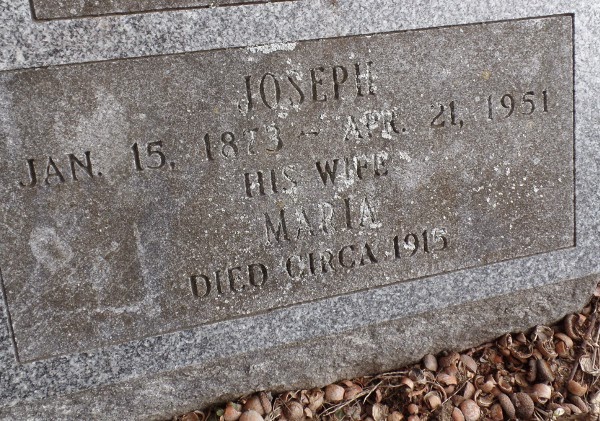 JOSEPH
JAN. 15, 1873 - APR. 21, 1951
HIS WIFE
MARIA
DIED CIRCA 1915